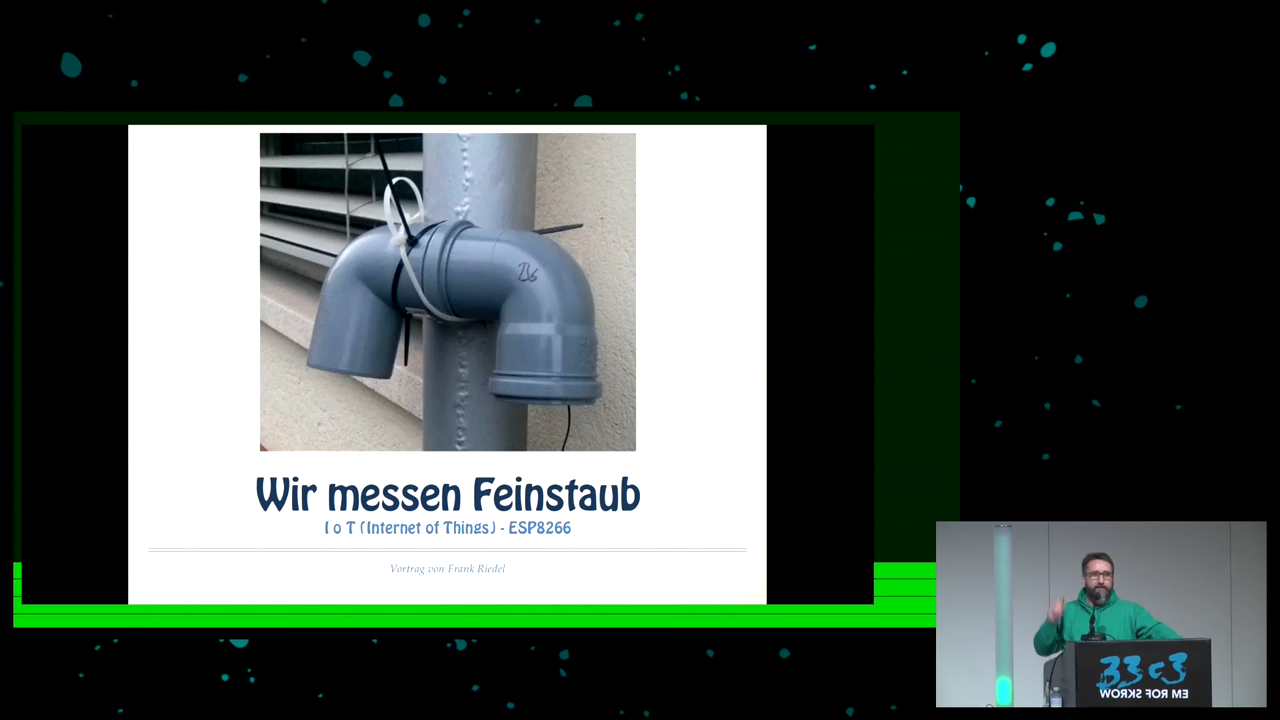 Wir messen Feinstaub
I o T (Internet of Things) - ESP8266
Vortrag von Frank Riedel
33c3
WORKS FOR ME